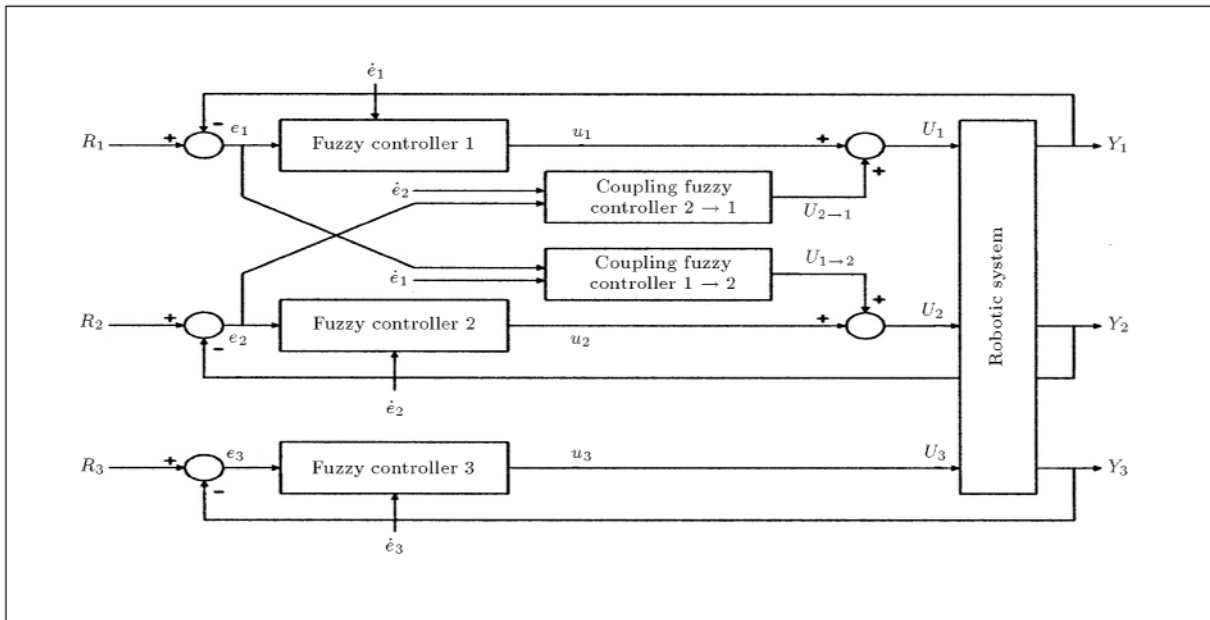 ė₁
R₁
+
-
e₁
Fuzzy controller 1
u₁
+
+
U₁
Y₁
ė₂
Coupling fuzzy
controller 2 → 1
U₂→₁
ė₁
Coupling fuzzy
controller 1 → 2
U₁→₂
Robotic system
R₂
+
-
e₂
Fuzzy controller 2
u₂
+
+
U₂
Y₂
ė₂
R₃
+
-
e₃
Fuzzy controller 3
u₃
U₃
Y₃
ė₃